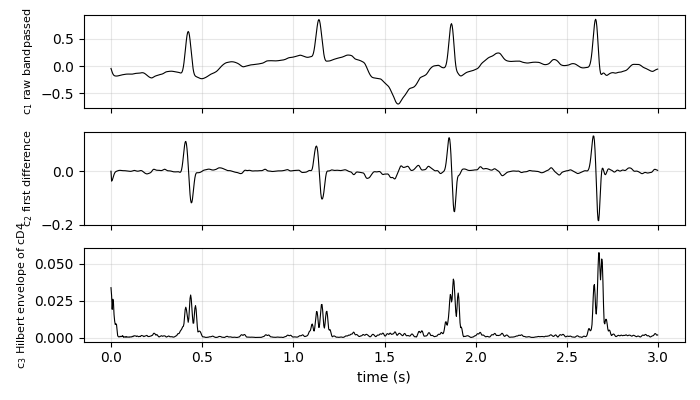 c1 raw bandpassed
0.5
0.0
−0.5
c2 first difference
0.0
−0.2
c3 Hilbert envelope of cD4
0.050
0.025
0.000
0.0 0.5 1.0 1.5 2.0 2.5 3.0
time (s)